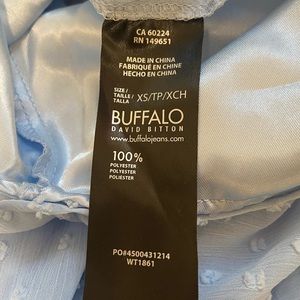 CA 60224
RN 149651
MADE IN CHINA
FABRIQUÉ EN CHINE
HECHO EN CHINA
SIZE /
TAILLE /
TALLA
XS/TP/XCH
BUFFALO
DAVID BITTON
www.buffalojeans.com
100%
POLYESTER
POLYESTER
POLIÉSTER
PO#4500431214
WT1861